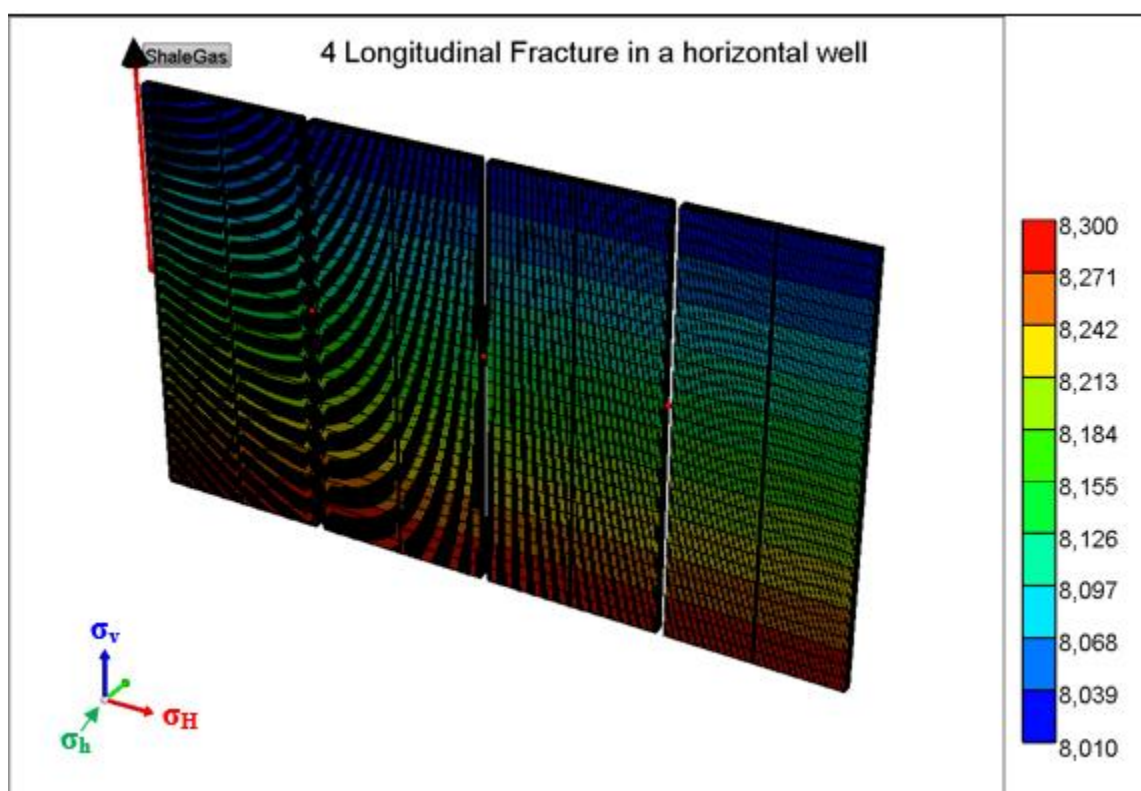 4 Longitudinal Fracture in a horizontal well
ShaleGas
8,300
8,271
8,242
8,213
8,184
8,155
8,126
8,097
8,068
8,039
8,010
σv
σH
σh